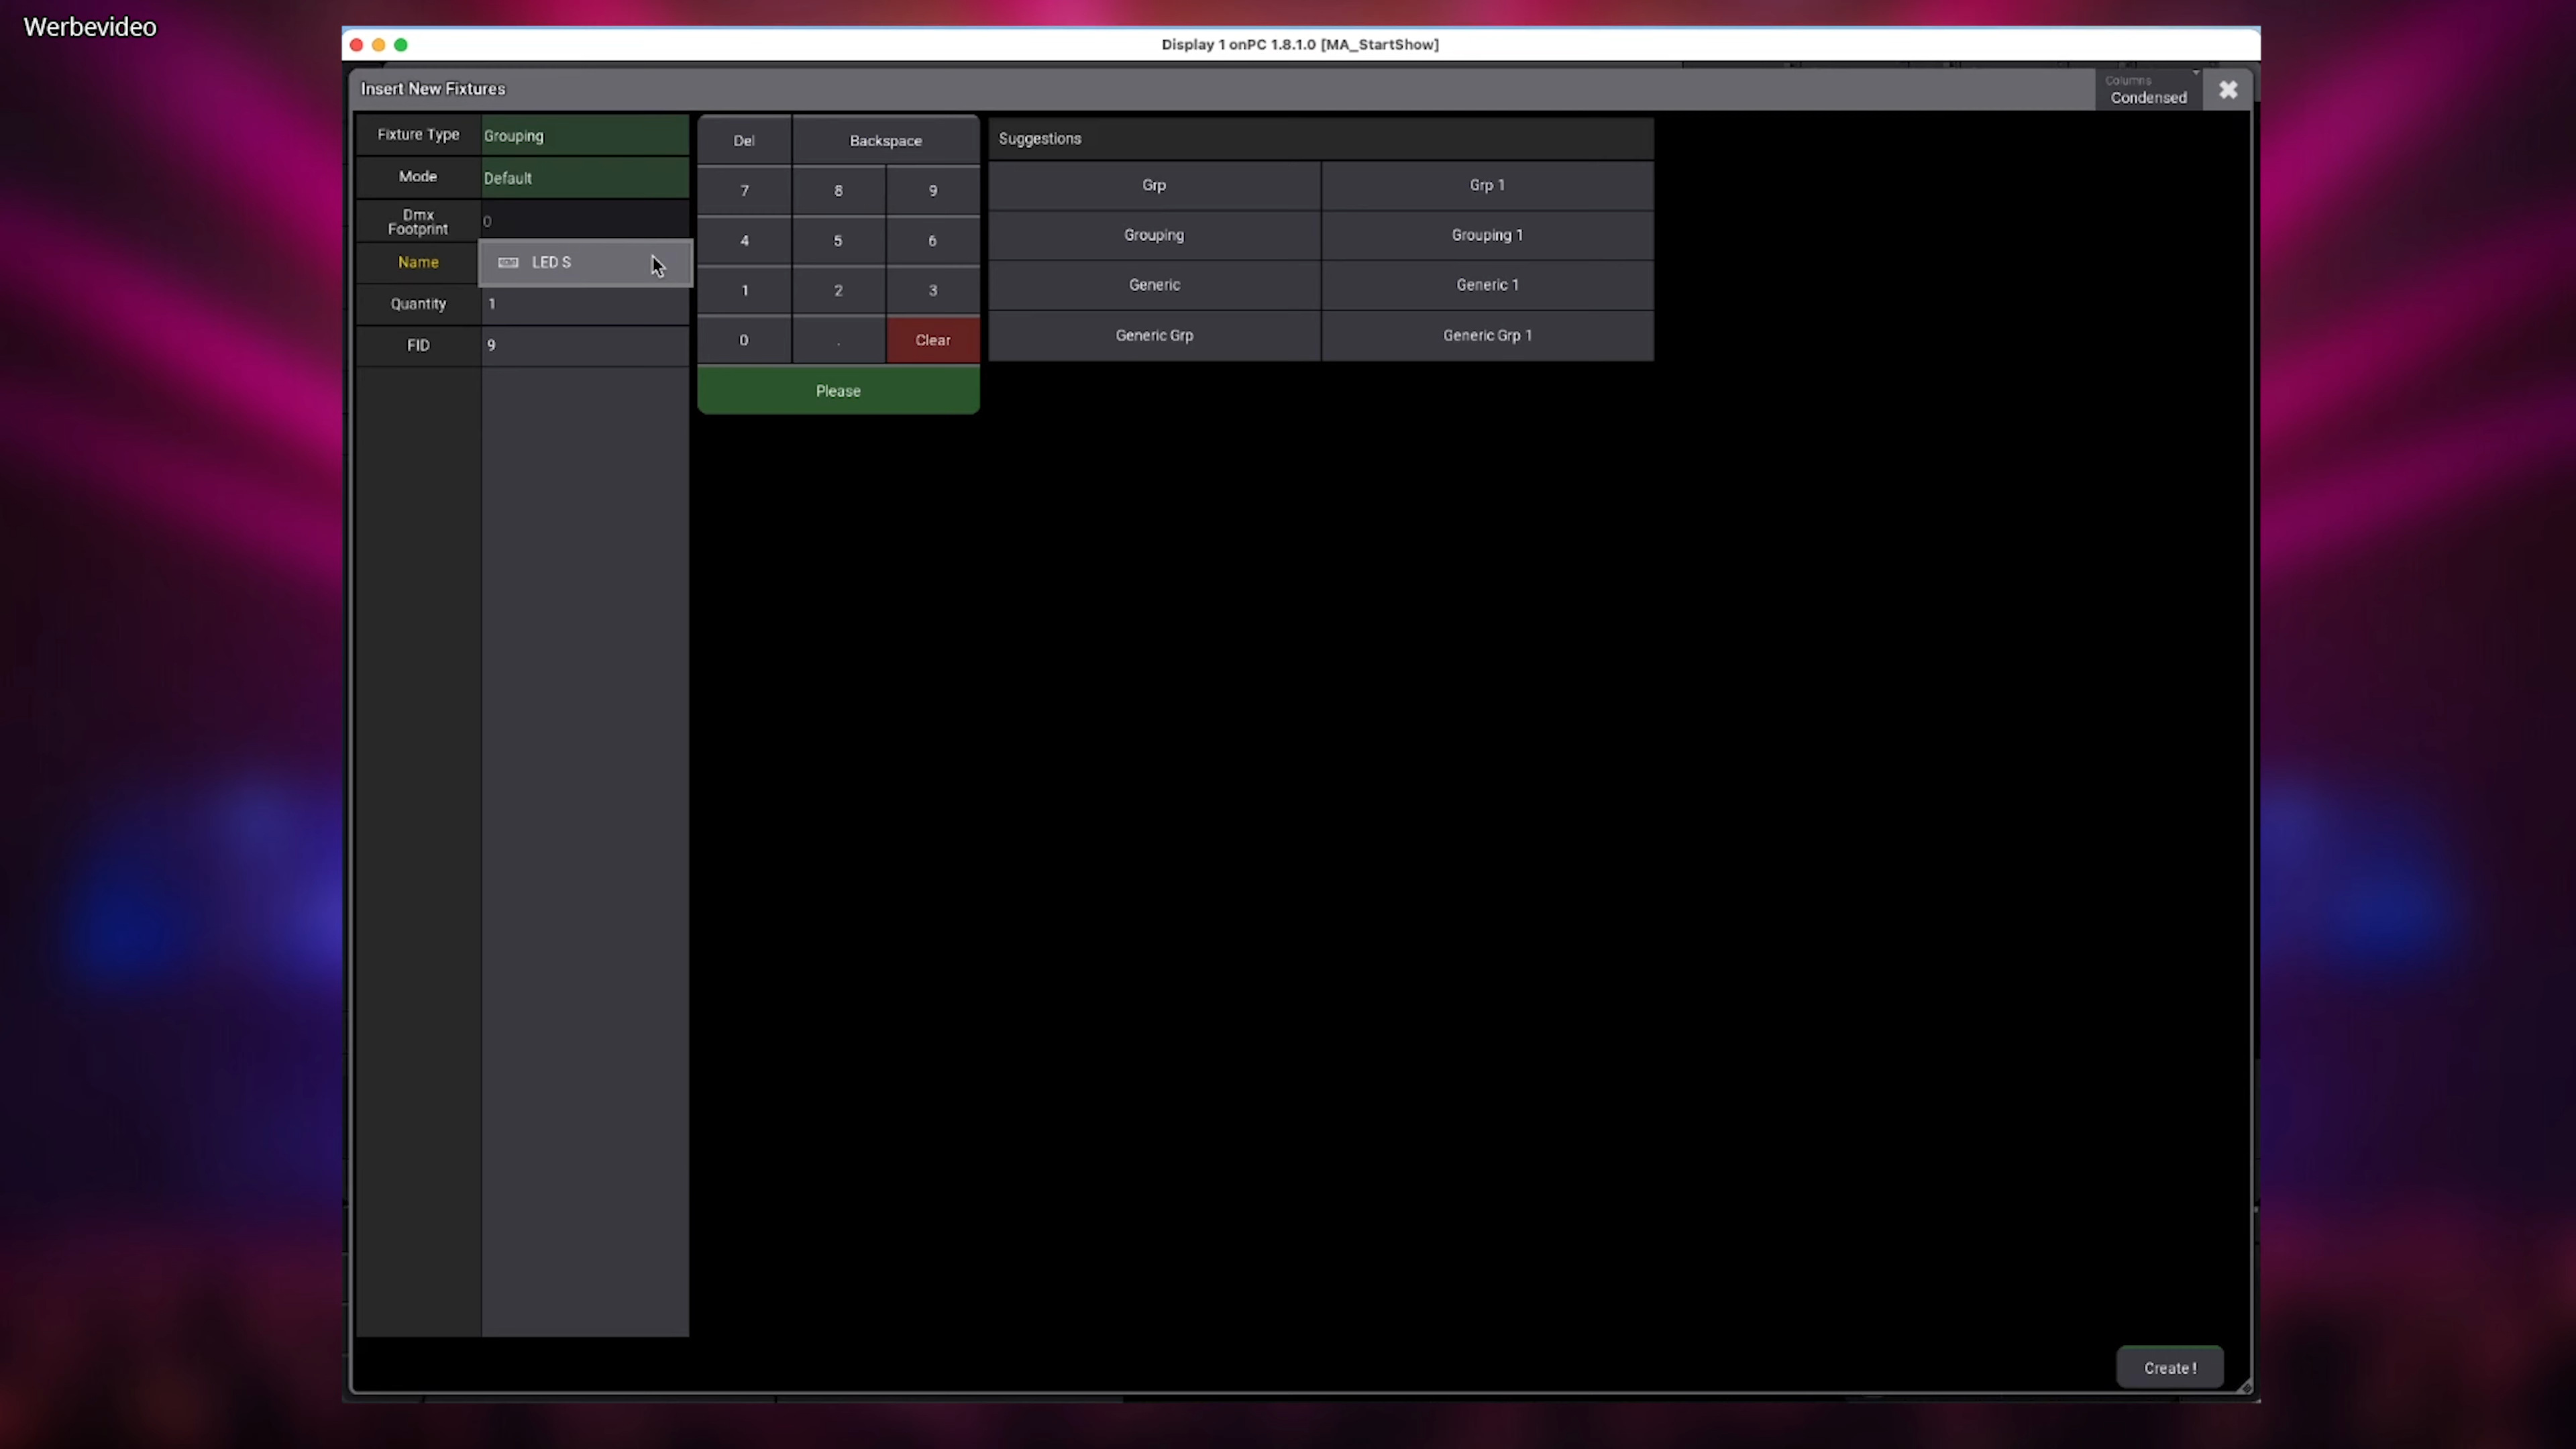 Werbevideo
Display 1 onPC 1.8.1.0 [MA_StartShow]
Insert New Fixtures
Columns
Condensed
Fixture Type
Grouping
Mode
Default
Dmx
Footprint
0
Name
LED S
Quantity
1
FID
9
Del
Backspace
7
8
9
4
5
6
1
2
3
0
.
Clear
Please
Suggestions
Grp
Grp 1
Grouping
Grouping 1
Generic
Generic 1
Generic Grp
Generic Grp 1
Create !